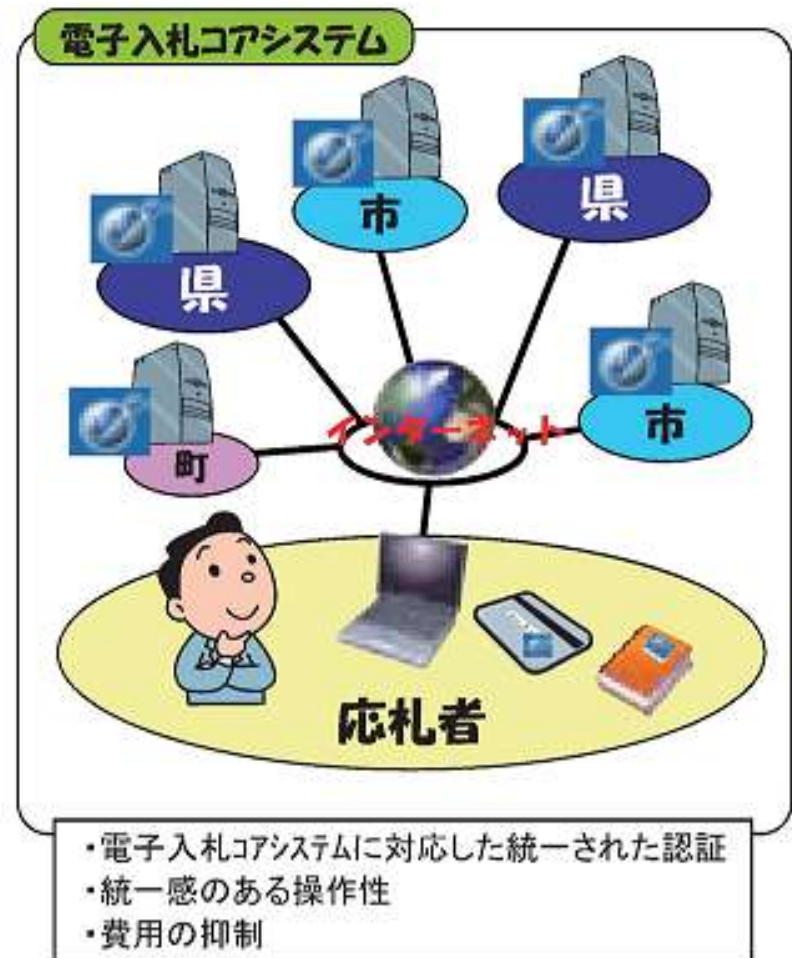 電子入札コアシステム
市
県
県
市
町
インターネット
応札者
・電子入札コアシステムに対応した統一された認証
・統一感のある操作性
・費用の抑制